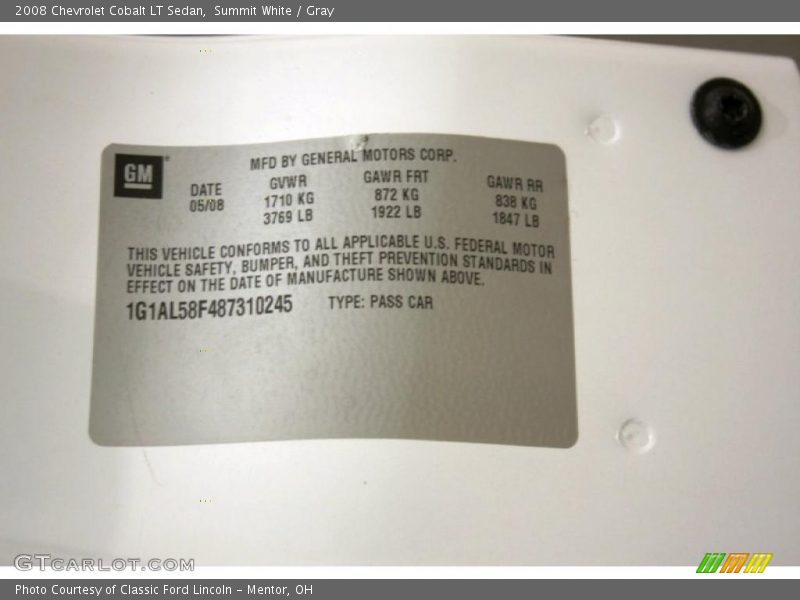 2008 Chevrolet Cobalt LT Sedan, Summit White / Gray
GM
MFD BY GENERAL MOTORS CORP.
DATE GVWR GAWR FRT GAWR RR
05/08 1710 KG 872 KG 838 KG
3769 LB 1922 LB 1847 LB
THIS VEHICLE CONFORMS TO ALL APPLICABLE U.S. FEDERAL MOTOR
VEHICLE SAFETY, BUMPER, AND THEFT PREVENTION STANDARDS IN
EFFECT ON THE DATE OF MANUFACTURE SHOWN ABOVE.
1G1AL58F487310245 TYPE: PASS CAR
GTCARLOT.COM
Photo Courtesy of Classic Ford Lincoln - Mentor, OH